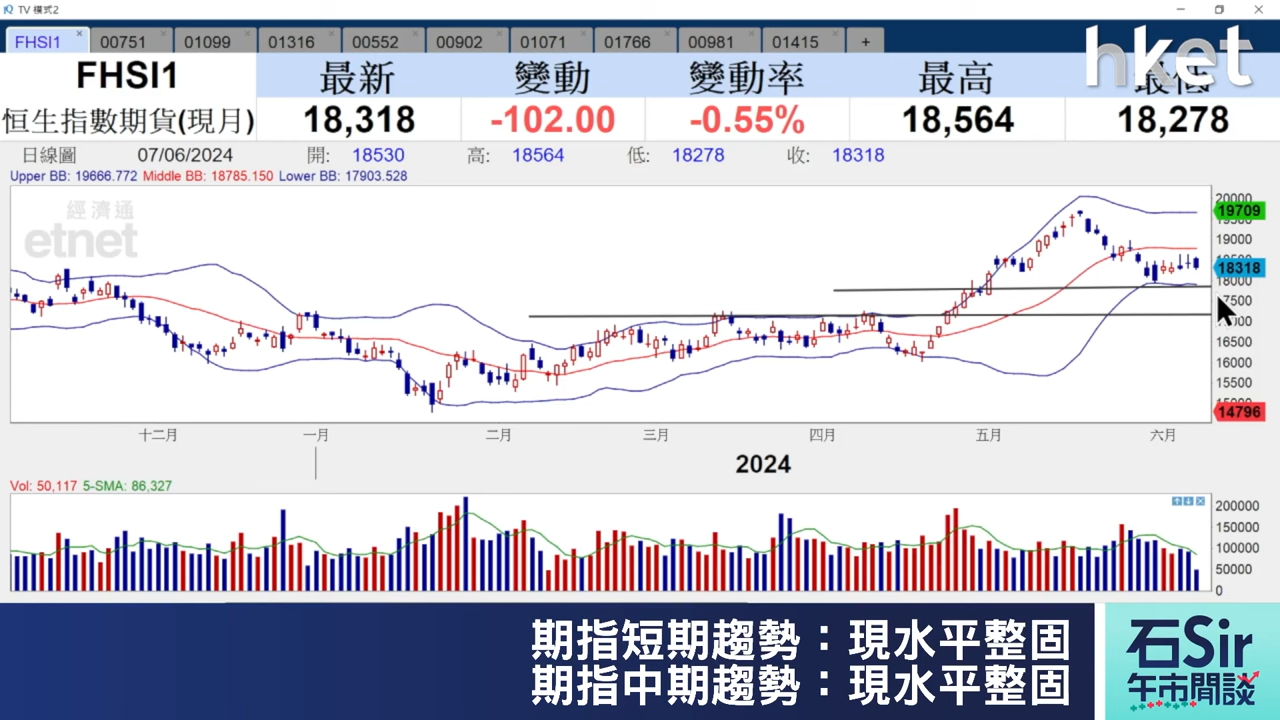 TV 模式2
FHSI1 00751 01099 01316 00552 00902 01071 01766 00981 01415 +
hket
FHSI1 最新 變動 變動率 最高 最低
恒生指數期貨(現月) 18,318 -102.00 -0.55% 18,564 18,278
日線圖 07/06/2024 開: 18530 高: 18564 低: 18278 收: 18318
Upper BB: 19666.772 Middle BB: 18785.150 Lower BB: 17903.528
經濟通
etnet
20000
19709
19000
18318
18000
17500
16500
16000
15500
14796
十二月 一月 二月 三月 四月 五月 六月
2024
Vol: 50,117 5-SMA: 86,327
200000
150000
100000
50000
0
期指短期趨勢：現水平整固
期指中期趨勢：現水平整固
石Sir
午市閒談